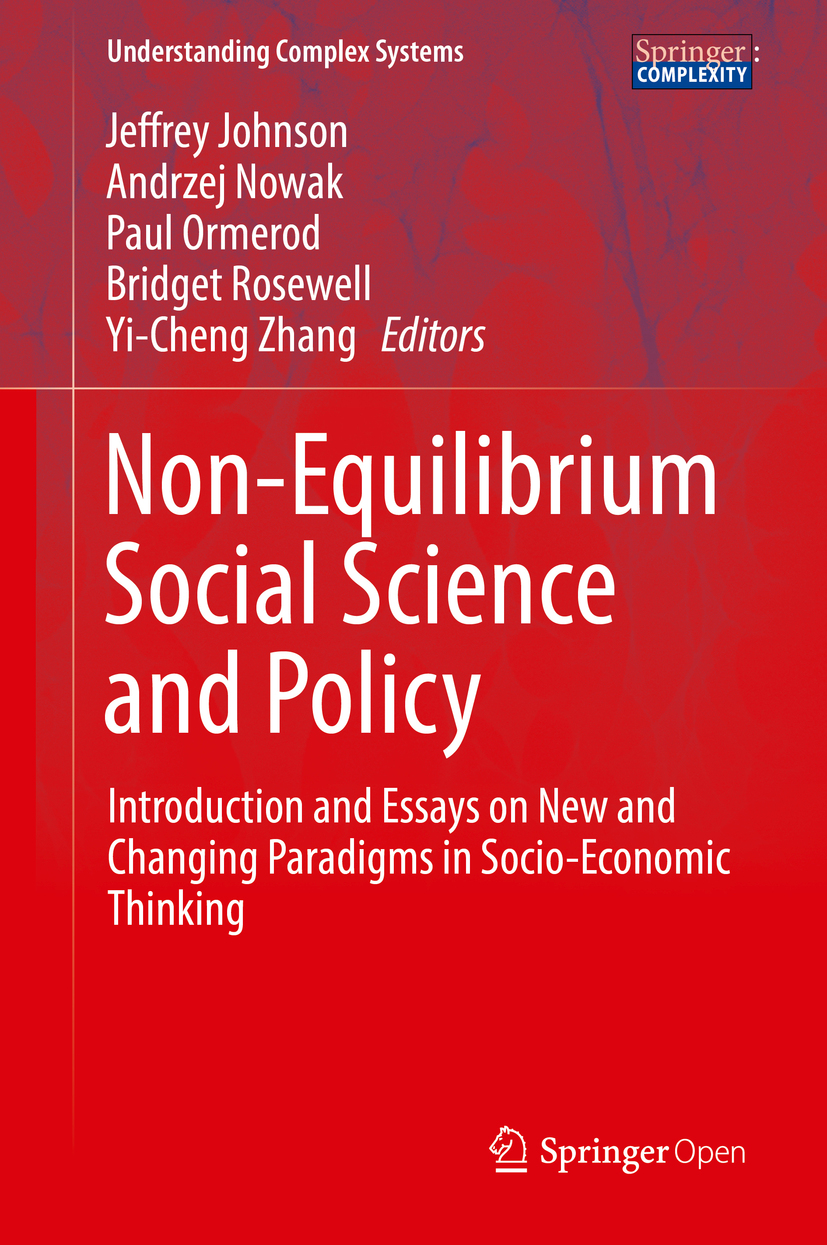 Understanding Complex Systems
Springer:
COMPLEXITY
Jeffrey Johnson
Andrzej Nowak
Paul Ormerod
Bridget Rosewell
Yi-Cheng Zhang Editors
Non-Equilibrium
Social Science
and Policy
Introduction and Essays on New and
Changing Paradigms in Socio-Economic
Thinking
Springer Open